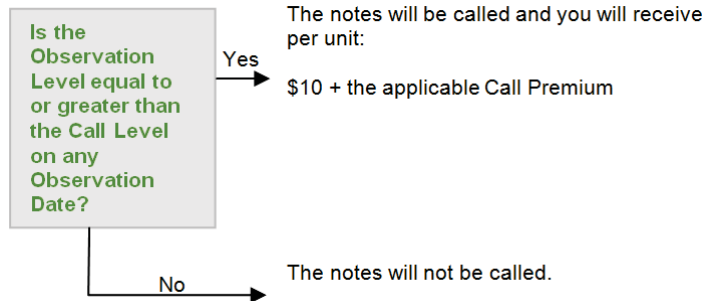 Is the
Observation
Level equal to
or greater than
the Call Level
on any
Observation
Date?
Yes
The notes will be called and you will receive
per unit:
$10 + the applicable Call Premium
No
The notes will not be called.